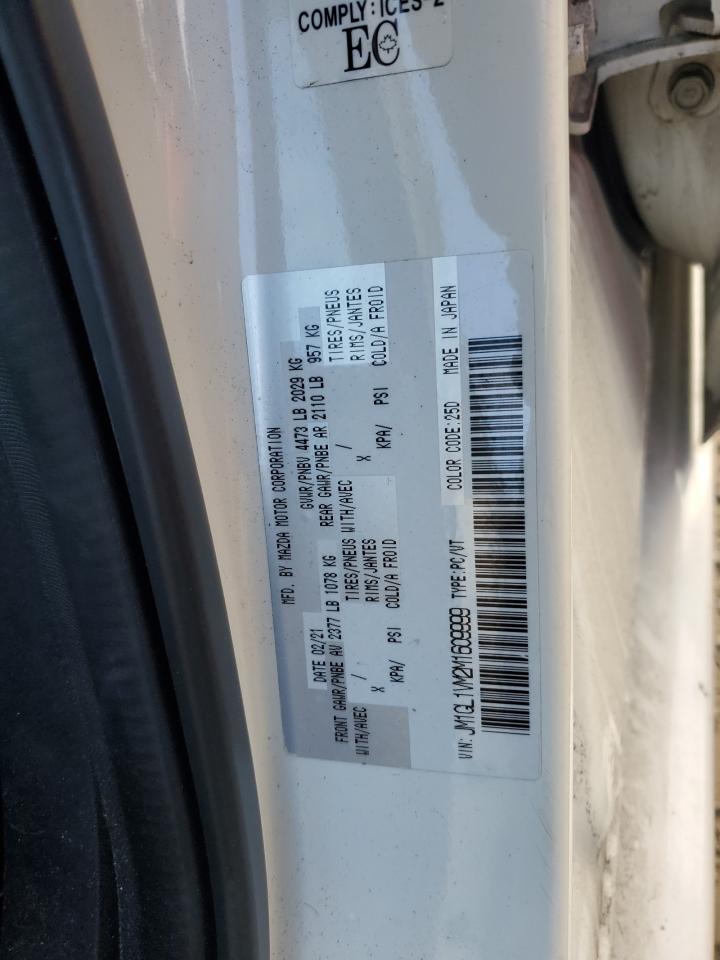 COMPLY:ICES-2
EC
MFD. BY MAZDA MOTOR CORPORATION
DATE 02/21 GVWR/PNBV 4473 LB 2029 KG
FRONT GAWR/PNBE AV 2377 LB 1078 KG REAR GAWR/PNBE AR 2110 LB 957 KG
WITH/AVEC / TIRES/PNEUS WITH/AVEC / TIRES/PNEUS
X RIMS/JANTES X RIMS/JANTES
KPA/ PSI COLD/A FROID KPA/ PSI COLD/A FROID
VIN: JM1GL1VM2M1609999 TYPE:PC/VT COLOR CODE:25D MADE IN JAPAN